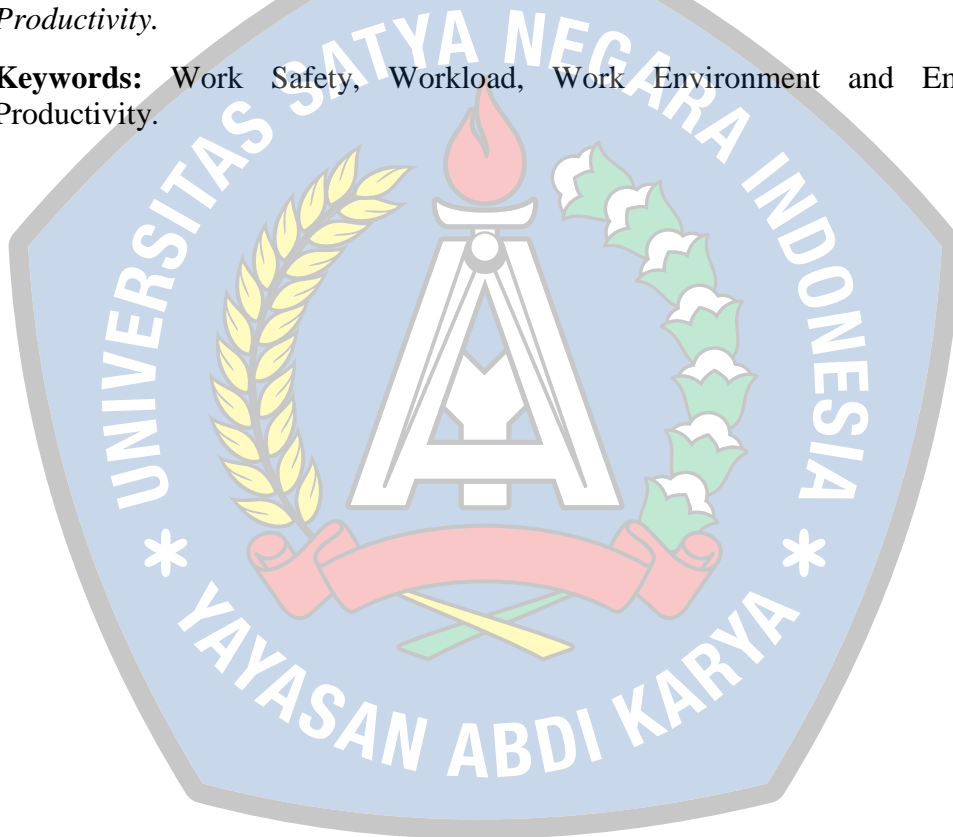 Productivity.
Keywords: Work Safety, Workload, Work Environment and En
Productivity.
UNIVERSITAS SATYA NEGARA INDONESIA
* YAYASAN ABDI KARYA *